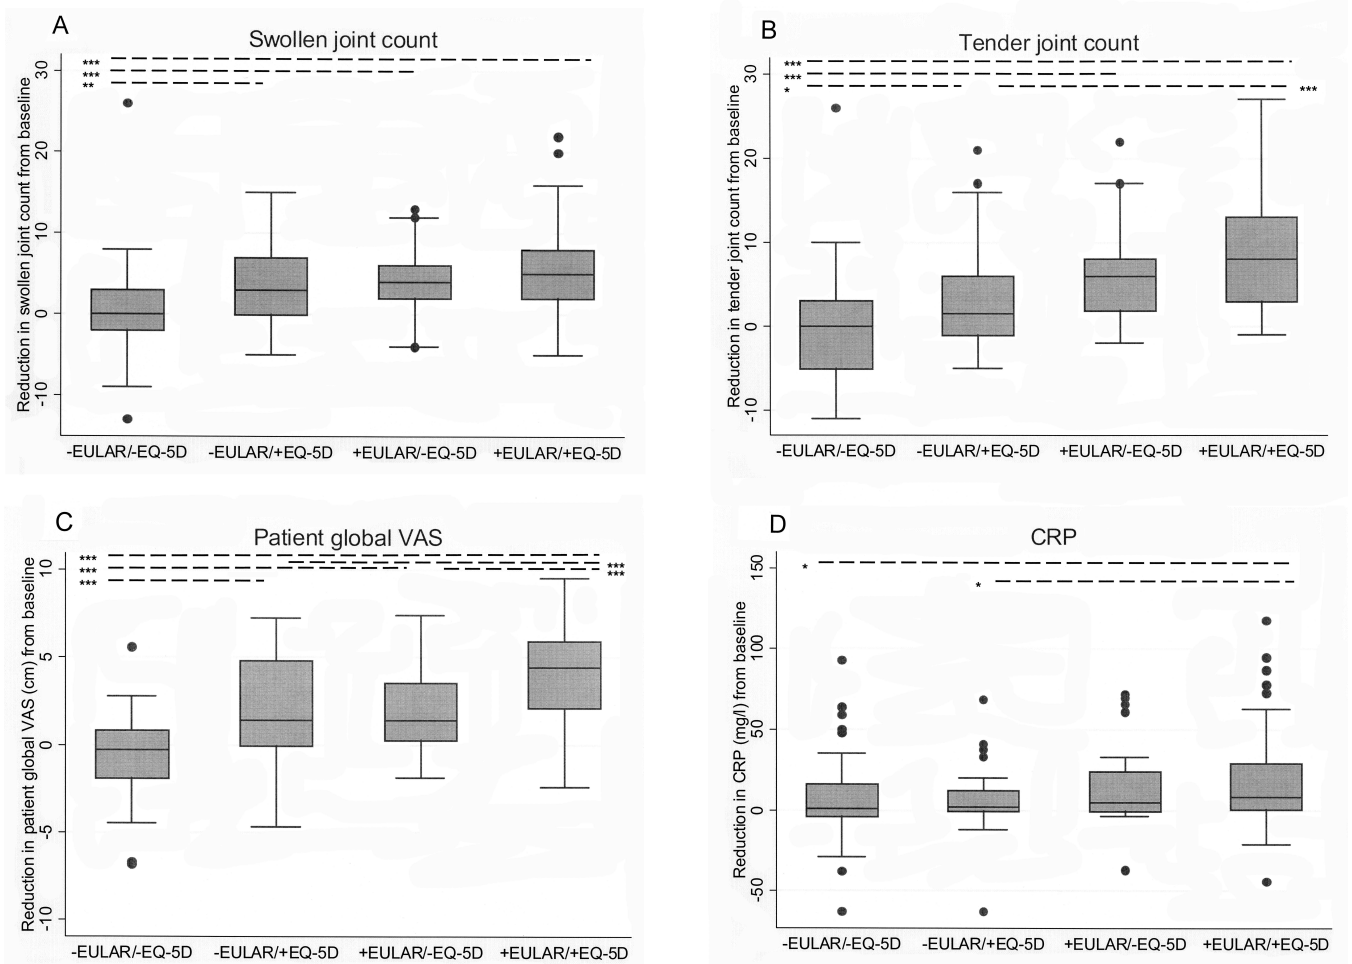 A
Swollen joint count
Reduction in swollen joint count from baseline
30
20
10
0
-10
***
***
**
-EULAR/-EQ-5D
-EULAR/+EQ-5D
+EULAR/-EQ-5D
+EULAR/+EQ-5D
B
Tender joint count
Reduction in tender joint count from baseline
30
20
10
0
-10
***
***
*
***
-EULAR/-EQ-5D
-EULAR/+EQ-5D
+EULAR/-EQ-5D
+EULAR/+EQ-5D
C
Patient global VAS
Reduction in patient global VAS (cm) from baseline
10
5
0
-5
-10
***
***
***
***
***
-EULAR/-EQ-5D
-EULAR/+EQ-5D
+EULAR/-EQ-5D
+EULAR/+EQ-5D
D
CRP
Reduction in CRP (mg/l) from baseline
150
100
50
0
-50
*
*
-EULAR/-EQ-5D
-EULAR/+EQ-5D
+EULAR/-EQ-5D
+EULAR/+EQ-5D